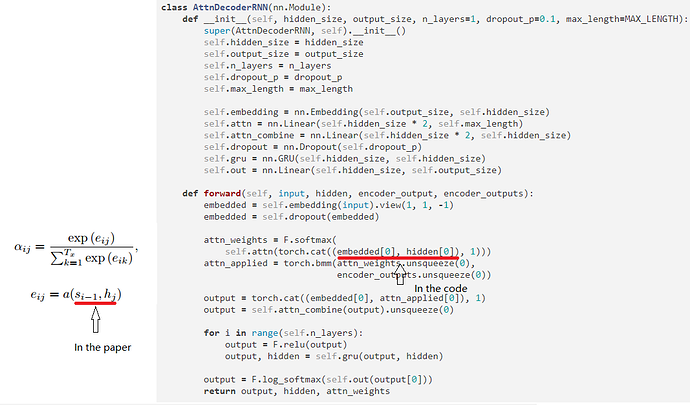 class AttnDecoderRNN(nn.Module):
    def __init__(self, hidden_size, output_size, n_layers=1, dropout_p=0.1, max_length=MAX_LENGTH):
        super(AttnDecoderRNN, self).__init__()
        self.hidden_size = hidden_size
        self.output_size = output_size
        self.n_layers = n_layers
        self.dropout_p = dropout_p
        self.max_length = max_length

        self.embedding = nn.Embedding(self.output_size, self.hidden_size)
        self.attn = nn.Linear(self.hidden_size * 2, self.max_length)
        self.attn_combine = nn.Linear(self.hidden_size * 2, self.hidden_size)
        self.dropout = nn.Dropout(self.dropout_p)
        self.gru = nn.GRU(self.hidden_size, self.hidden_size)
        self.out = nn.Linear(self.hidden_size, self.output_size)

    def forward(self, input, hidden, encoder_output, encoder_outputs):
        embedded = self.embedding(input).view(1, 1, -1)
        embedded = self.dropout(embedded)

        attn_weights = F.softmax(
            self.attn(torch.cat((embedded[0], hidden[0]), 1)))
        attn_applied = torch.bmm(attn_weights.unsqueeze(0),
                                 encoder_outputs.unsqueeze(0))
In the code

        output = torch.cat((embedded[0], attn_applied[0]), 1)
        output = self.attn_combine(output).unsqueeze(0)

        for i in range(self.n_layers):
            output = F.relu(output)
            output, hidden = self.gru(output, hidden)

        output = F.log_softmax(self.out(output[0]))
        return output, hidden, attn_weights
α_{ij} = \frac{exp (e_{ij})}{\sum_{k=1}^{T_x} exp (e_{ik})},
e_{ij} = a(s_{i-1}, h_j)
In the paper